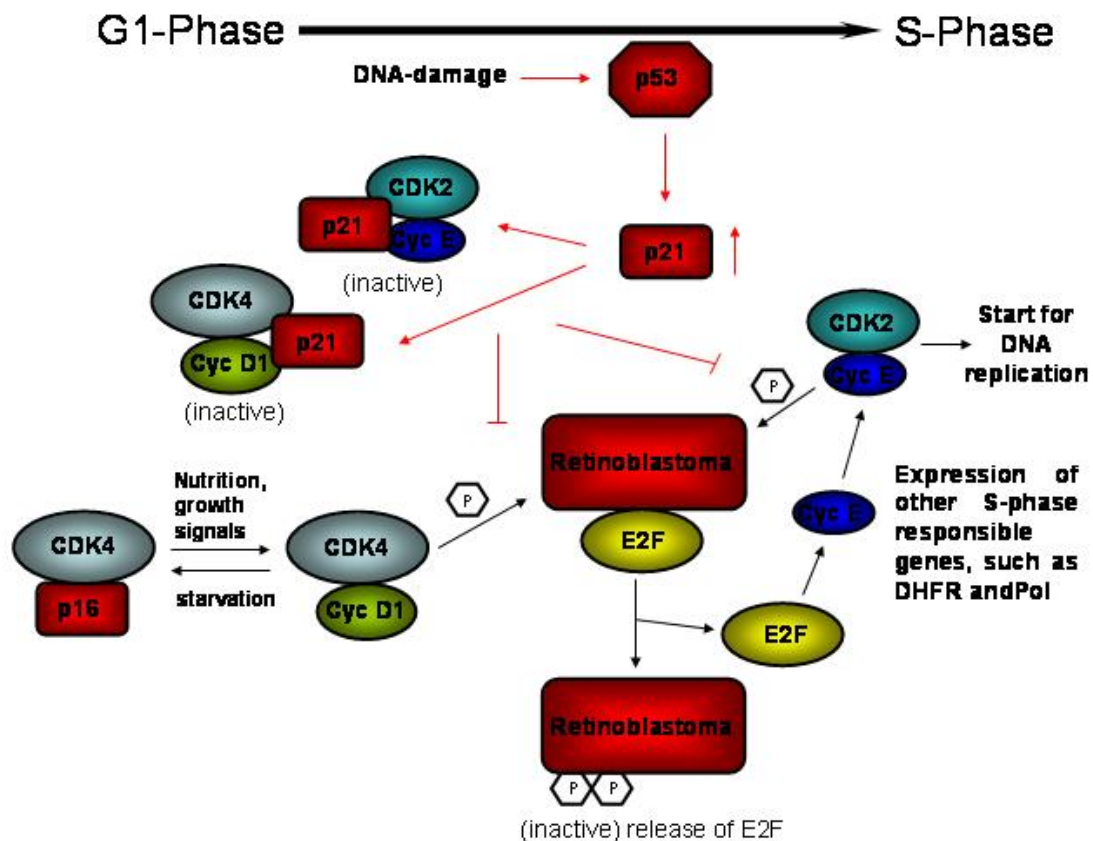 G1-Phase
S-Phase
DNA-damage
p53
CDK2
p21
Cyc E
(inactive)
p21
CDK4
p21
Cyc D1
(inactive)
CDK2
Cyc E
Start for
DNA
replication
P
Retinoblastoma
E2F
Nutrition,
growth
signals
P
CDK4
p16
starvation
CDK4
Cyc D1
Cyc E
Expression of
other S-phase
responsible
genes, such as
DHFR andPol
E2F
Retinoblastoma
P P
(inactive) release of E2F